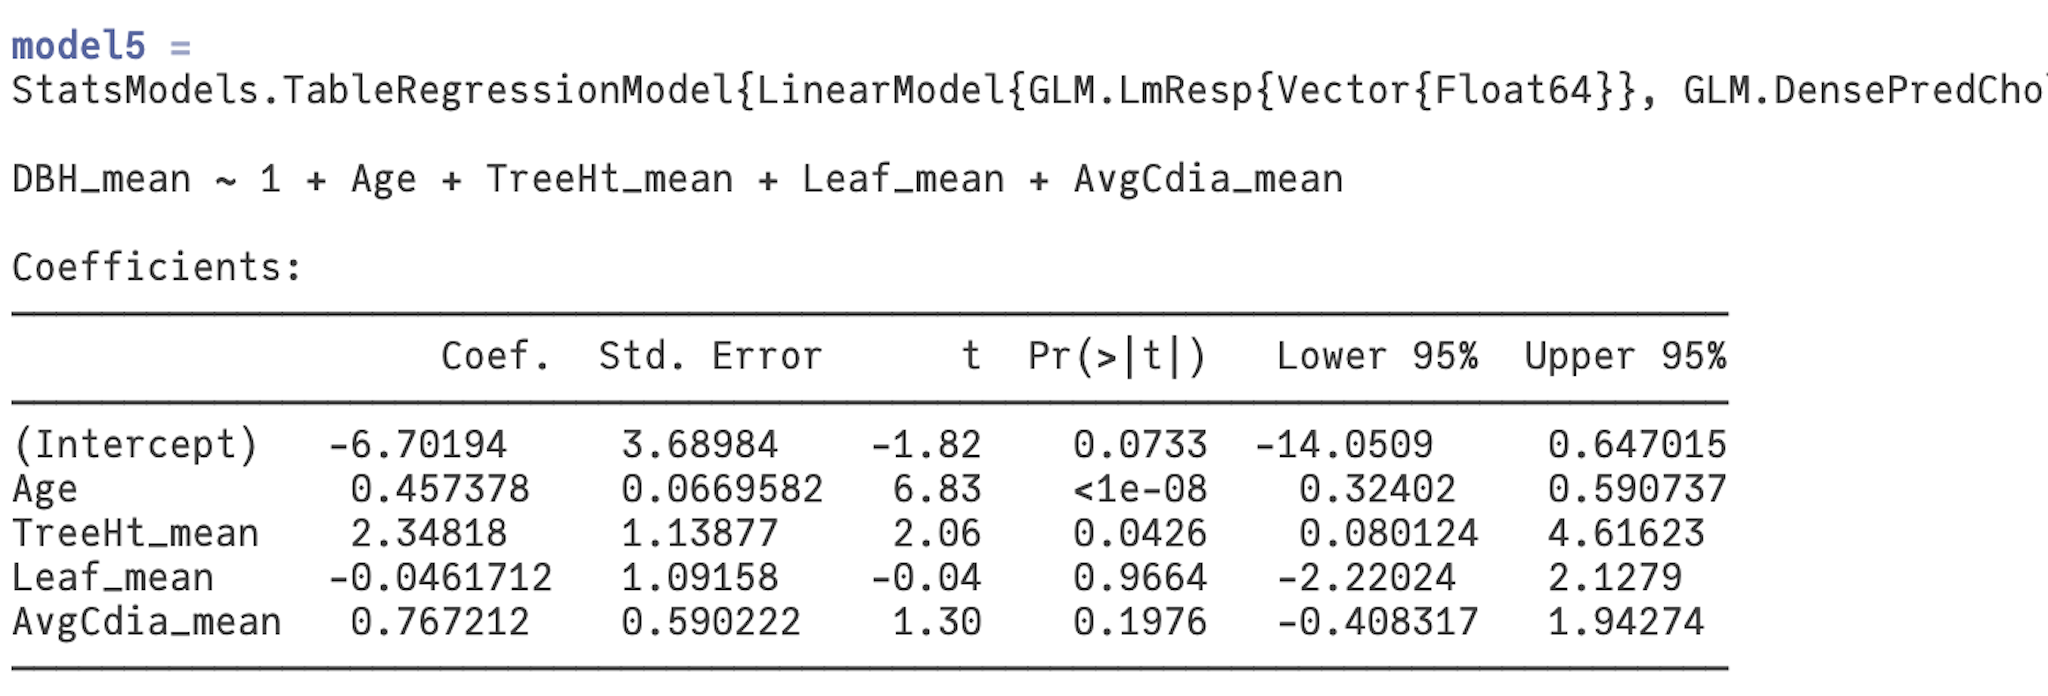 model5 =
StatsModels.TableRegressionModel{LinearModel{GLM.LmResp{Vector{Float64}}, GLM.DensePredCho
DBH_mean ~ 1 + Age + TreeHt_mean + Leaf_mean + AvgCdia_mean
Coefficients:
Coef. Std. Error t Pr(>|t|) Lower 95% Upper 95%
(Intercept) -6.70194 3.68984 -1.82 0.0733 -14.0509 0.647015
Age 0.457378 0.0669582 6.83 <1e-08 0.32402 0.590737
TreeHt_mean 2.34818 1.13877 2.06 0.0426 0.080124 4.61623
Leaf_mean -0.0461712 1.09158 -0.04 0.9664 -2.22024 2.1279
AvgCdia_mean 0.767212 0.590222 1.30 0.1976 -0.408317 1.94274